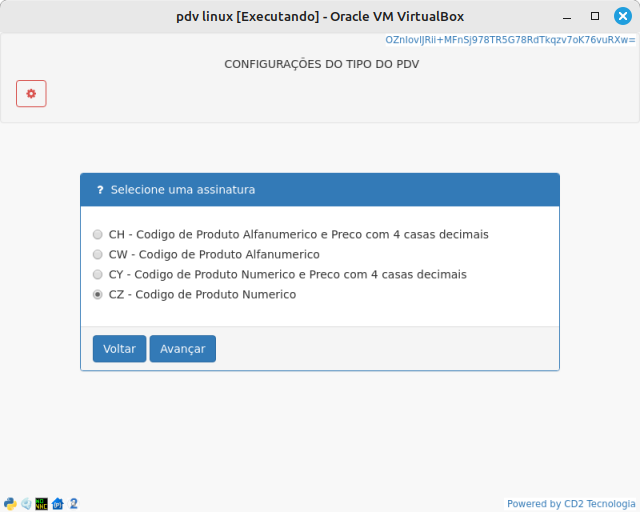 pdv linux [Executando] - Oracle VM VirtualBox
OZnIovIJRii+MFnSj978TR5G78RdTkqzv7oK76vuRXw=
CONFIGURAÇÕES DO TIPO DO PDV
? Selecione uma assinatura
CH - Codigo de Produto Alfanumerico e Preco com 4 casas decimais
CW - Codigo de Produto Alfanumerico
CY - Codigo de Produto Numerico e Preco com 4 casas decimais
CZ - Codigo de Produto Numerico
Voltar Avançar
Powered by CD2 Tecnologia